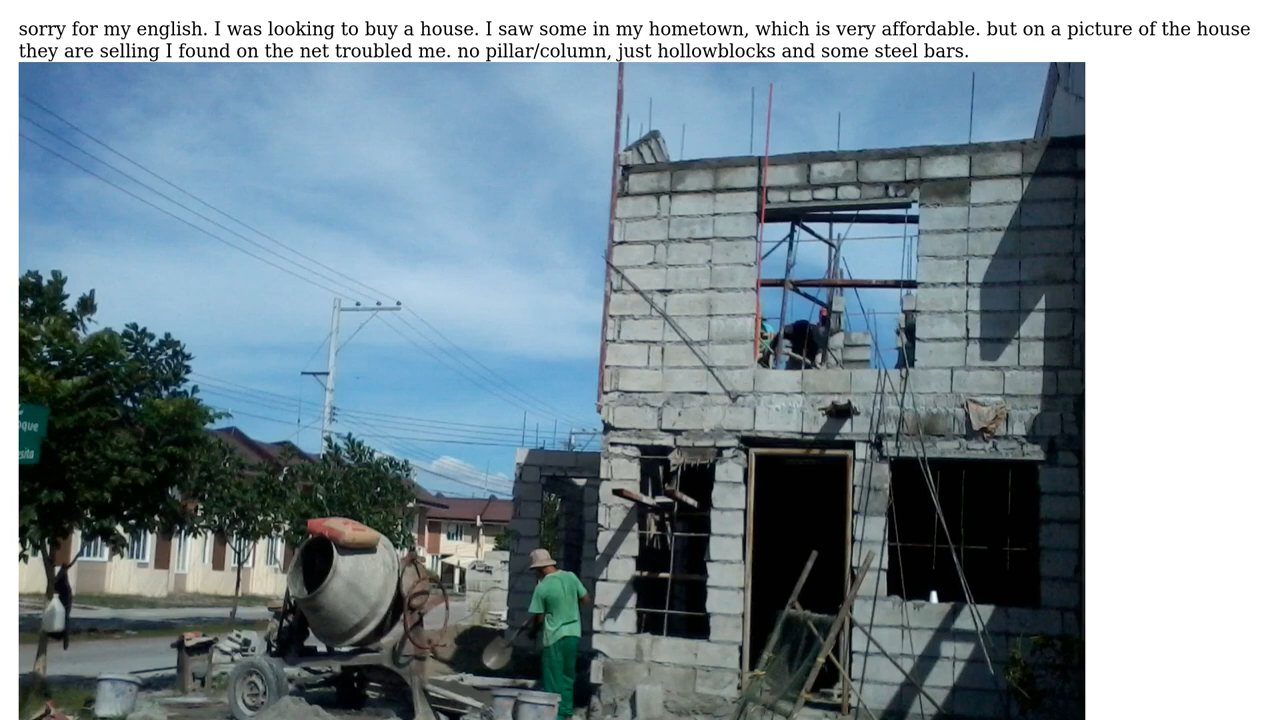 sorry for my english. I was looking to buy a house. I saw some in my hometown, which is very affordable. but on a picture of the house
they are selling I found on the net troubled me. no pillar/column, just hollowblocks and some steel bars.